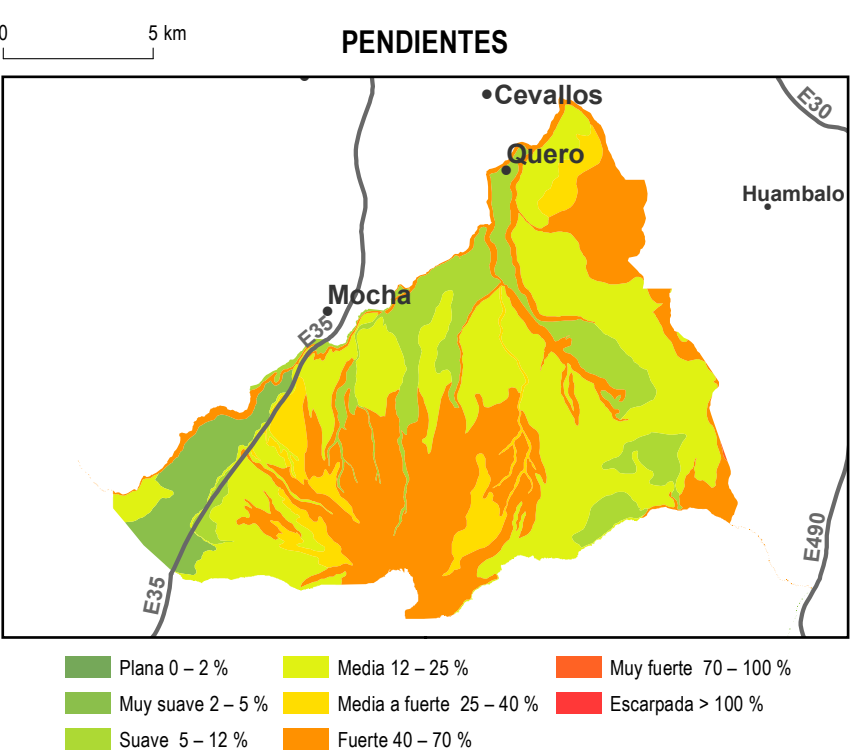 0 5 km
PENDIENTES
Cevallos
E30
Quero
Huambalo
Mocha
E35
E490
E35
Plana 0 – 2 %
Muy suave 2 – 5 %
Suave 5 – 12 %
Media 12 – 25 %
Media a fuerte 25 – 40 %
Fuerte 40 – 70 %
Muy fuerte 70 – 100 %
Escarpada > 100 %